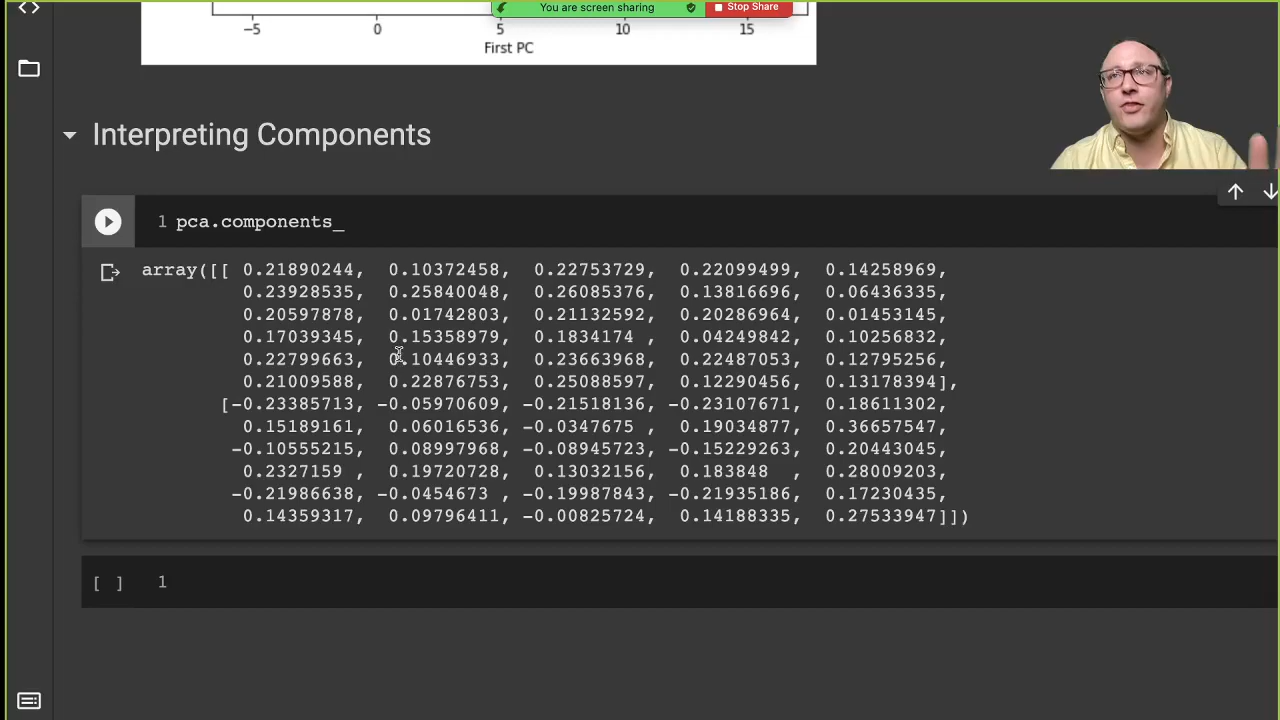 You are screen sharing Stop Share
−5 0 5 10 15
First PC
Interpreting Components
1 pca.components_
array([[ 0.21890244, 0.10372458, 0.22753729, 0.22099499, 0.14258969,
0.23928535, 0.25840048, 0.26085376, 0.13816696, 0.06436335,
0.20597878, 0.01742803, 0.21132592, 0.20286964, 0.01453145,
0.17039345, 0.15358979, 0.1834174 , 0.04249842, 0.10256832,
0.22799663, 0.10446933, 0.23663968, 0.22487053, 0.12795256,
0.21009588, 0.22876753, 0.25088597, 0.12290456, 0.13178394],
[-0.23385713, -0.05970609, -0.21518136, -0.23107671, 0.18611302,
0.15189161, 0.06016536, -0.0347675 , 0.19034877, 0.36657547,
-0.10555215, 0.08997968, -0.08945723, -0.15229263, 0.20443045,
0.2327159 , 0.19720728, 0.13032156, 0.183848 , 0.28009203,
-0.21986638, -0.0454673 , -0.19987843, -0.21935186, 0.17230435,
0.14359317, 0.09796411, -0.00825724, 0.14188335, 0.27533947]])
[ ] 1